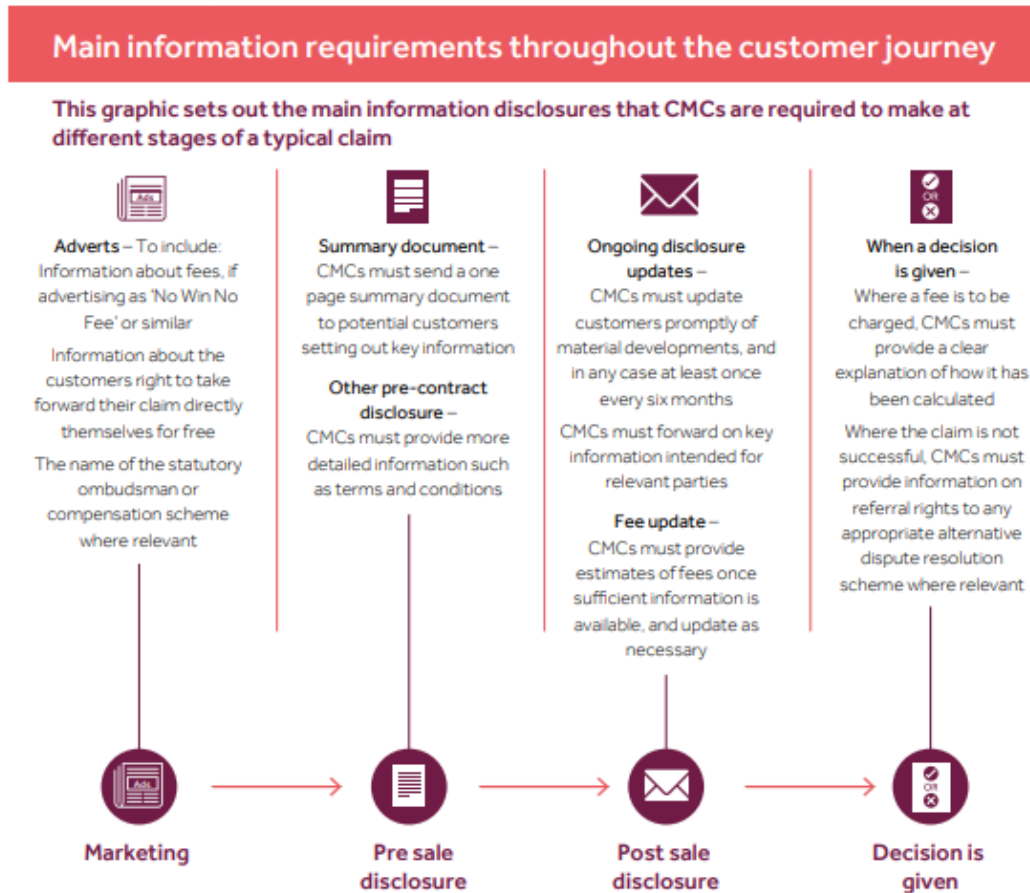 Main information requirements throughout the customer journey
This graphic sets out the main information disclosures that CMCs are required to make at
different stages of a typical claim
Ads
Adverts – To include:
Information about fees, if
advertising as 'No Win No
Fee' or similar
Information about the
customers right to take
forward their claim directly
themselves for free
The name of the statutory
ombudsman or
compensation scheme
where relevant
Summary document –
CMCs must send a one
page summary document
to potential customers
setting out key information
Other pre-contract
disclosure –
CMCs must provide more
detailed information such
as terms and conditions
Ongoing disclosure
updates –
CMCs must update
customers promptly of
material developments, and
in any case at least once
every six months
CMCs must forward on key
information intended for
relevant parties
Fee update –
CMCs must provide
estimates of fees once
sufficient information is
available, and update as
necessary
OR
When a decision
is given –
Where a fee is to be
charged, CMCs must
provide a clear
explanation of how it has
been calculated
Where the claim is not
successful, CMCs must
provide information on
referral rights to any
appropriate alternative
dispute resolution
scheme where relevant
Ads
Marketing
Pre sale
disclosure
Post sale
disclosure
OR
Decision is
given